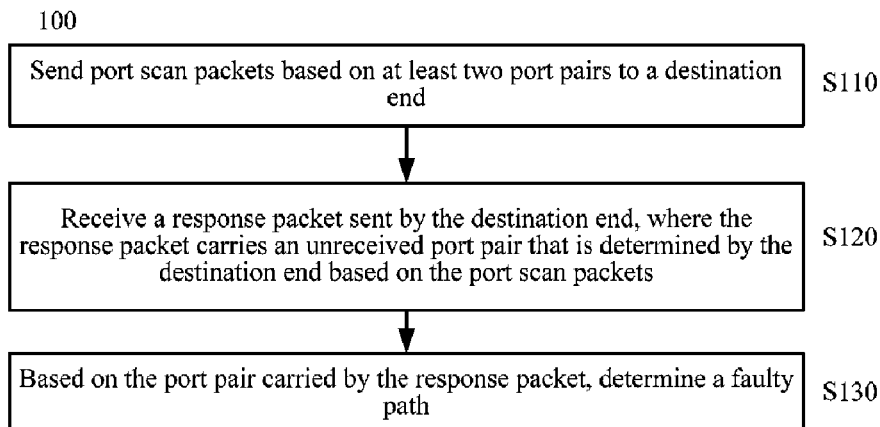 100
Send port scan packets based on at least two port pairs to a destination
end
S110
Receive a response packet sent by the destination end, where the
response packet carries an unreceived port pair that is determined by the
destination end based on the port scan packets
S120
Based on the port pair carried by the response packet, determine a faulty
path
S130